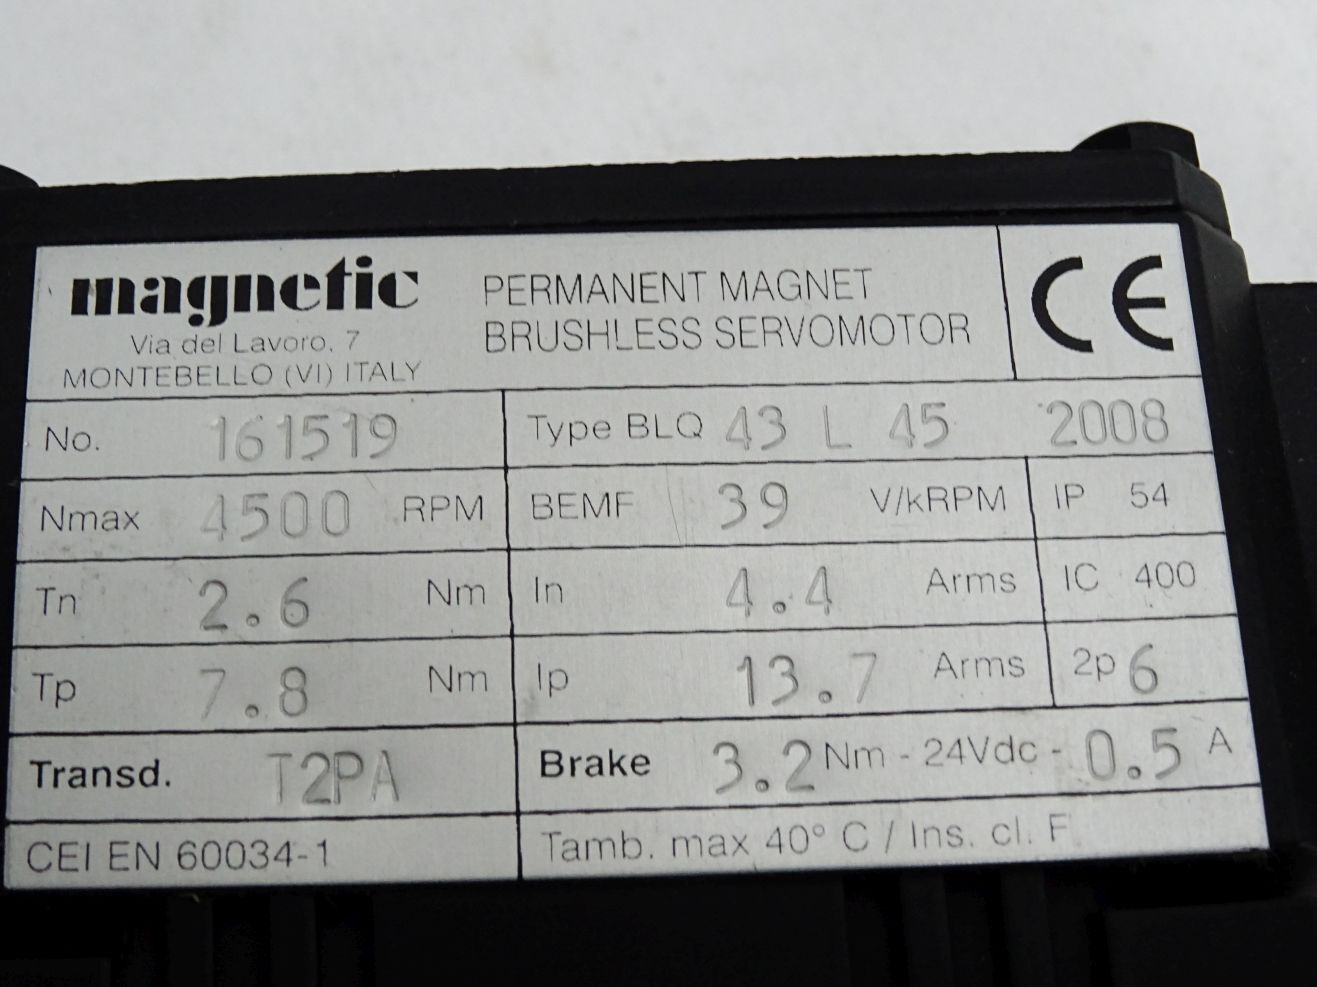 magnetic
Via del Lavoro, 7
MONTEBELLO (VI) ITALY
PERMANENT MAGNET
BRUSHLESS SERVOMOTOR
CE
No. 161519
Type BLQ 43 L 45 2008
Nmax 4500 RPM
BEMF 39 V/kRPM
IP 54
Tn 2.6 Nm
In 4.4 Arms
IC 400
Tp 7.8 Nm
Ip 13.7 Arms
2p 6
Transd. T2PA
Brake 3.2 Nm - 24Vdc - 0.5 A
CEI EN 60034-1
Tamb. max 40° C / Ins. cl. F